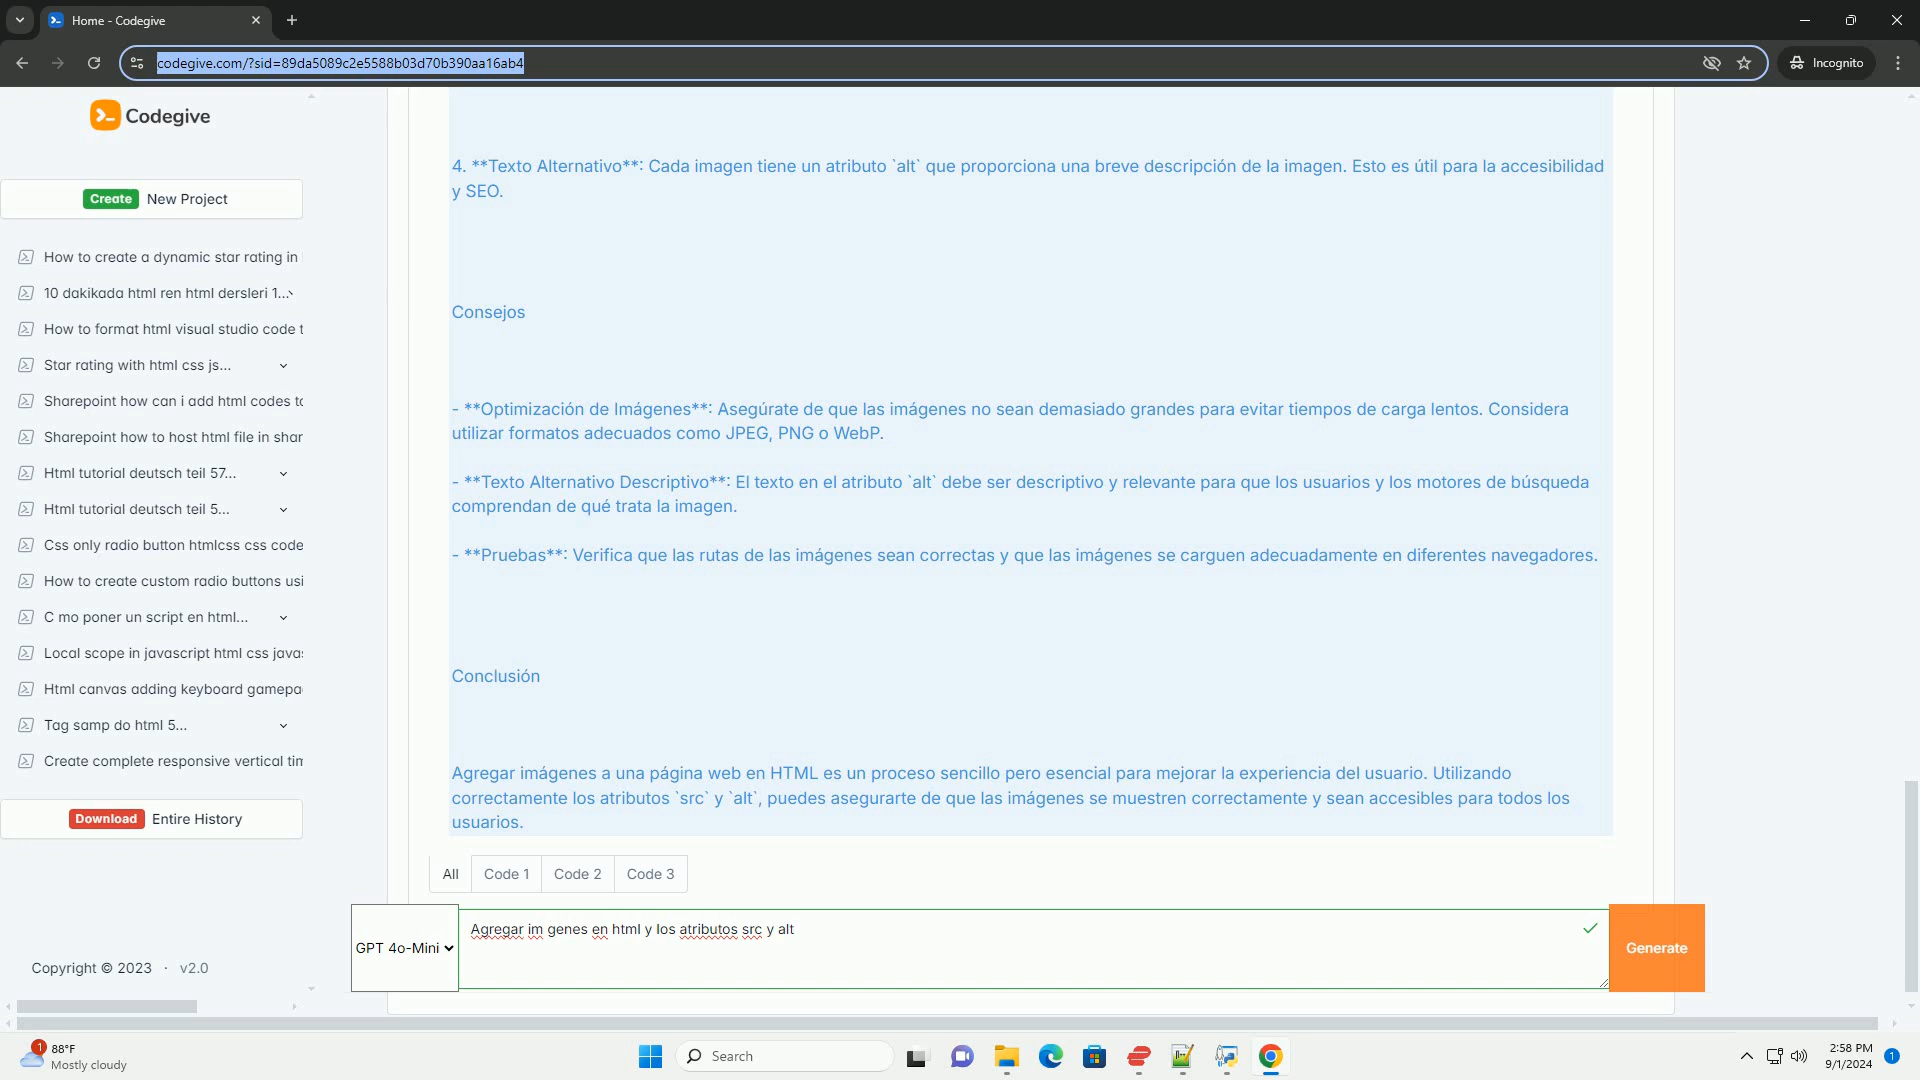 Home - Codegive
codegive.com/?sid=89da5089c2e5588b03d70b390aa16ab4
Incognito
Codegive
Create New Project
How to create a dynamic star rating in
10 dakikada html ren html dersleri 1...
How to format html visual studio code t
Star rating with html css js...
Sharepoint how can i add html codes to
Sharepoint how to host html file in shar
Html tutorial deutsch teil 57...
Html tutorial deutsch teil 5...
Css only radio button htmlcss css code
How to create custom radio buttons usi
C mo poner un script en html...
Local scope in javascript html css java
Html canvas adding keyboard gamepa
Tag samp do html 5...
Create complete responsive vertical tim
Download Entire History
Copyright © 2023 · v2.0
4. **Texto Alternativo**: Cada imagen tiene un atributo `alt` que proporciona una breve descripción de la imagen. Esto es útil para la accesibilidad
y SEO.
Consejos
- **Optimización de Imágenes**: Asegúrate de que las imágenes no sean demasiado grandes para evitar tiempos de carga lentos. Considera
utilizar formatos adecuados como JPEG, PNG o WebP.
- **Texto Alternativo Descriptivo**: El texto en el atributo `alt` debe ser descriptivo y relevante para que los usuarios y los motores de búsqueda
comprendan de qué trata la imagen.
- **Pruebas**: Verifica que las rutas de las imágenes sean correctas y que las imágenes se carguen adecuadamente en diferentes navegadores.
Conclusión
Agregar imágenes a una página web en HTML es un proceso sencillo pero esencial para mejorar la experiencia del usuario. Utilizando
correctamente los atributos `src` y `alt`, puedes asegurarte de que las imágenes se muestren correctamente y sean accesibles para todos los
usuarios.
All Code 1 Code 2 Code 3
GPT 4o-Mini
Agregar im genes en html y los atributos src y alt
Generate
1
88°F
Mostly cloudy
Search
2:58 PM
9/1/2024
1